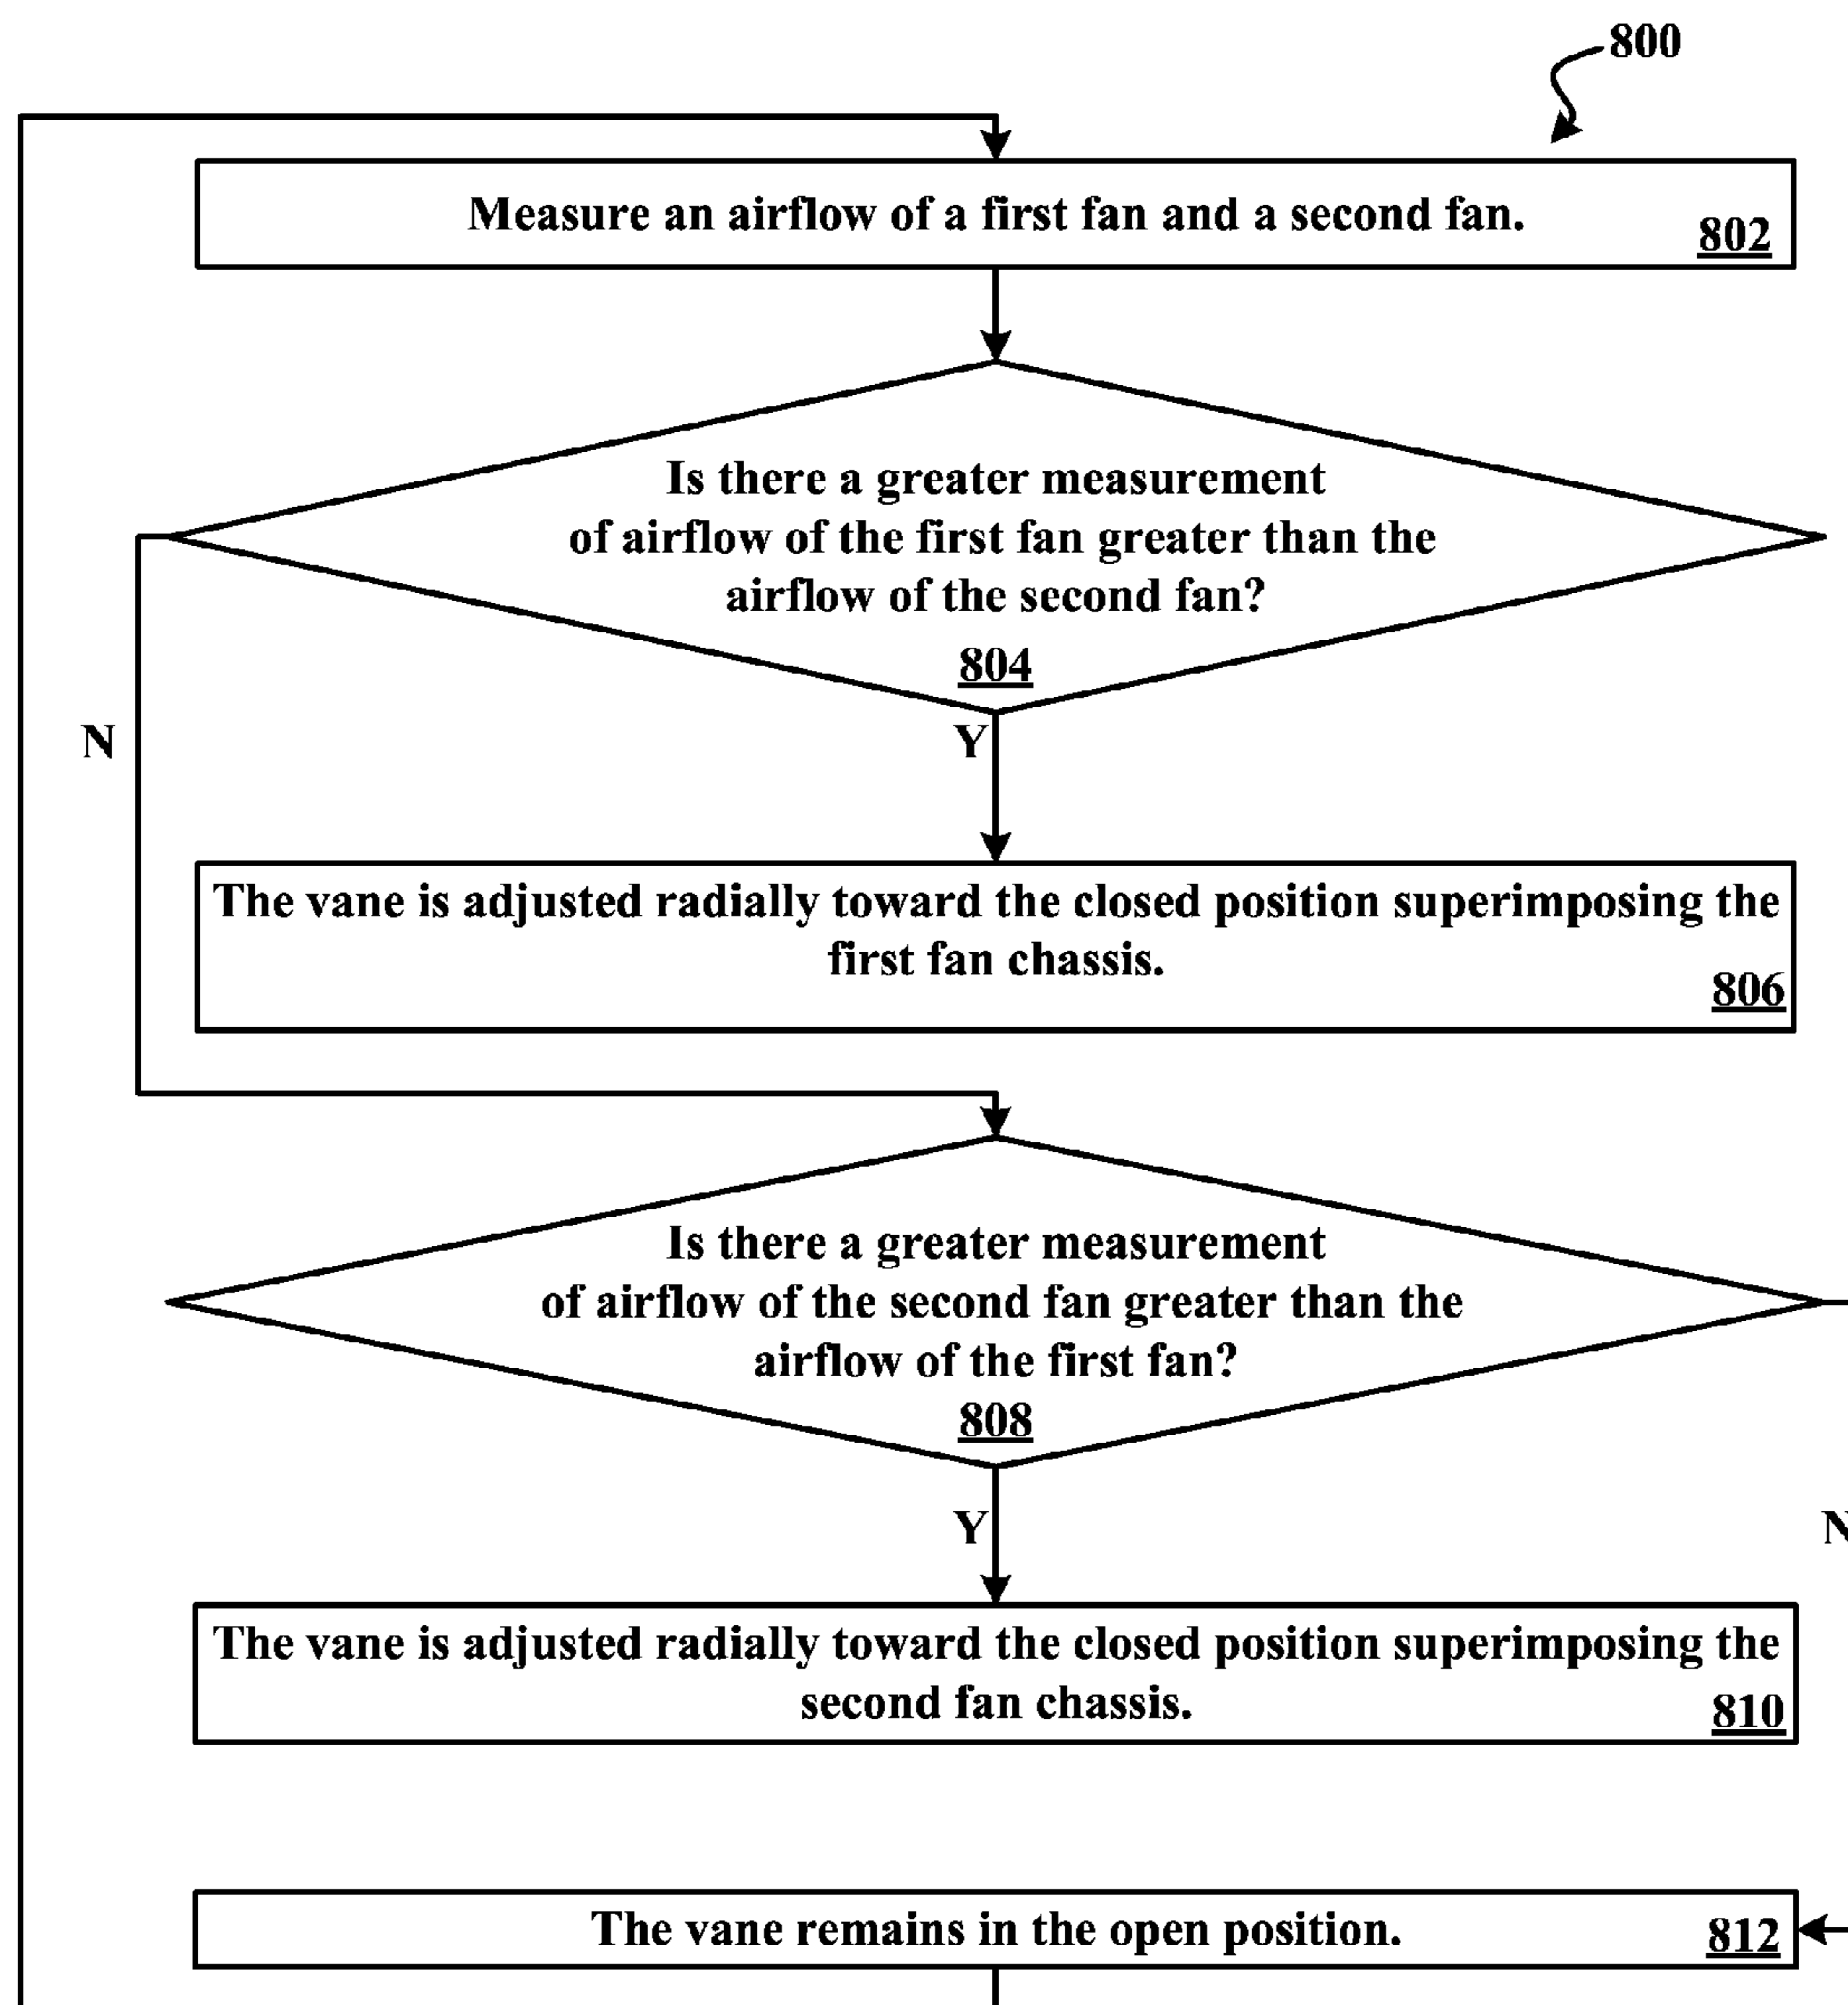 800
Measure an airflow of a first fan and a second fan.
802
Is there a greater measurement
of airflow of the first fan greater than the
airflow of the second fan?
804
N
Y
The vane is adjusted radially toward the closed position superimposing the
first fan chassis.
806
Is there a greater measurement
of airflow of the second fan greater than the
airflow of the first fan?
808
Y
N
The vane is adjusted radially toward the closed position superimposing the
second fan chassis.
810
The vane remains in the open position.
812